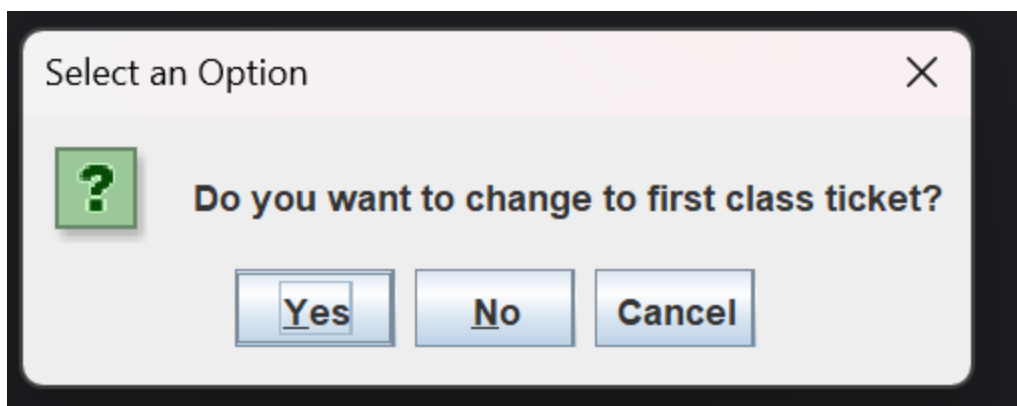 Select an Option
?
Do you want to change to first class ticket?
Yes No Cancel